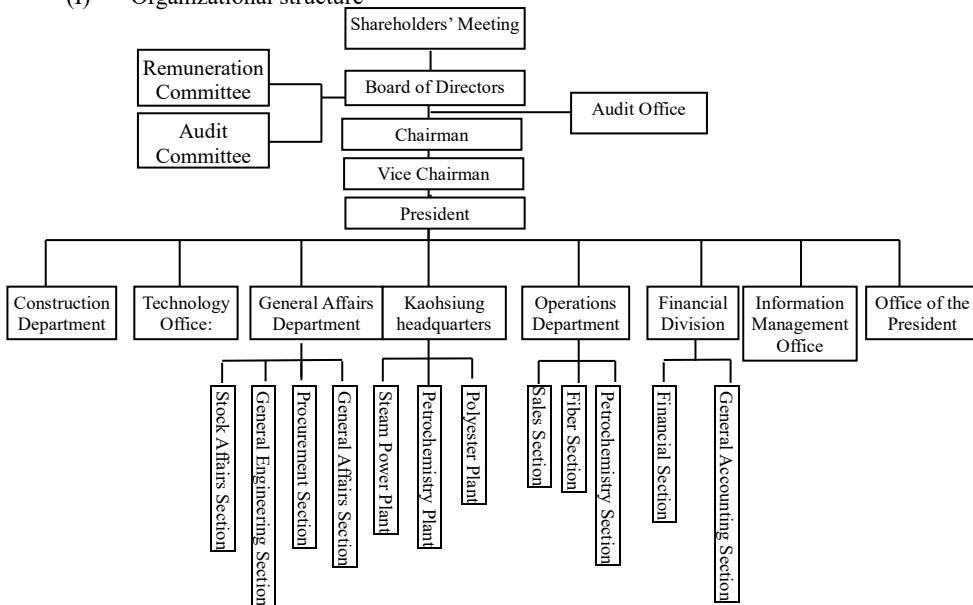 (I) Organizational structure
Shareholders’ Meeting
Remuneration
Committee
Board of Directors
Audit Office
Audit
Committee
Chairman
Vice Chairman
President
Construction
Department
Technology
Office:
General Affairs
Department
Kaohsiung
headquarters
Operations
Department
Financial
Division
Information
Management
Office
Office of the
President
Stock Affairs Section
General Engineering Section
Procurement Section
General Affairs Section
Steam Power Plant
Petrochemistry Plant
Polyester Plant
Sales Section
Fiber Section
Petrochemistry Section
Financial Section
General Accounting Section